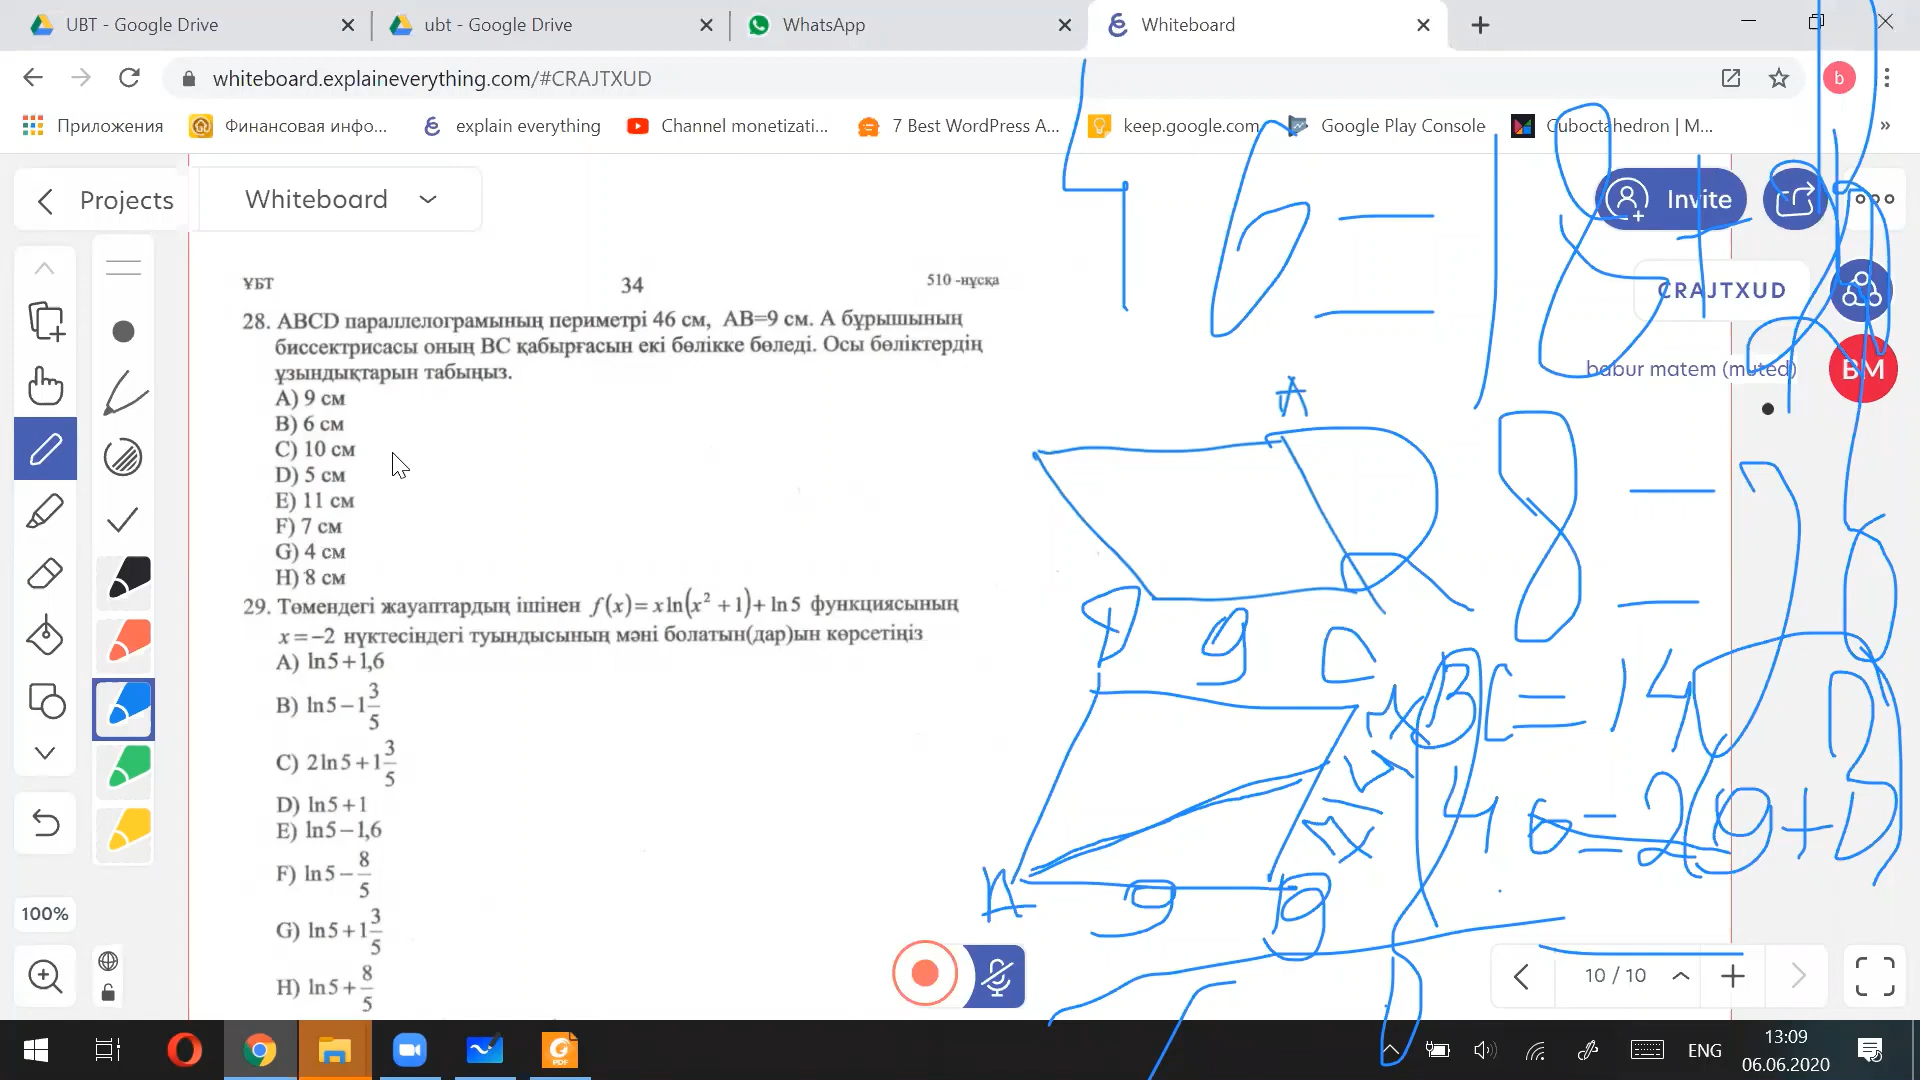 UBT - Google Drive
ubt - Google Drive
WhatsApp
Whiteboard
whiteboard.explaineverything.com/#CRAJTXUD
b
Приложения
Финансовая инфо...
explain everything
Channel monetizati...
7 Best WordPress A...
keep.google.com
Google Play Console
Cuboctahedron | M...
»
Projects
Whiteboard
Invite
CRAJTXUD
babur matem (muted)
BM
ҰБТ
34
510 -нұсқа
28. ABCD параллелограмының периметрі 46 см, AB=9 см. А бұрышының
биссектрисасы оның ВС қабырғасын екі бөлікке бөледі. Осы бөліктердің
ұзындықтарын табыңыз.
A) 9 см
B) 6 см
C) 10 см
D) 5 см
E) 11 см
F) 7 см
G) 4 см
H) 8 см
29. Төмендегі жауаптардың ішінен f(x)= x ln(x² +1)+ ln5 функциясының
x = −2 нүктесіндегі туындысының мәні болатын(дар)ын көрсетіңіз
A) ln5+1,6
B) ln5−1 3/5
C) 2ln5+1 3/5
D) ln5+1
E) ln5−1,6
F) ln5− 8/5
G) ln5+1 3/5
H) ln5+ 8/5
46=18+
A
8
9
BC=14
46=2(9+
A
9
B
100%
10 / 10
PDF
ENG
13:09
06.06.2020